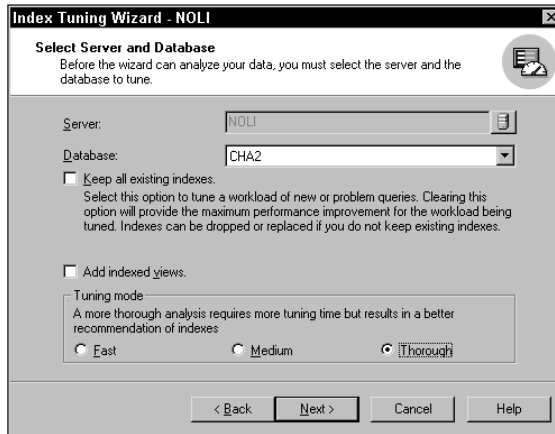 Index Tuning Wizard - NOLI
Select Server and Database
Before the wizard can analyze your data, you must select the server and the
database to tune.
Server:
NOLI
Database:
CHA2
Keep all existing indexes.
Select this option to tune a workload of new or problem queries. Clearing this
option will provide the maximum performance improvement for the workload being
tuned. Indexes can be dropped or replaced if you do not keep existing indexes.
Add indexed views.
Tuning mode
A more thorough analysis requires more tuning time but results in a better
recommendation of indexes
Fast
Medium
Thorough
< Back
Next >
Cancel
Help